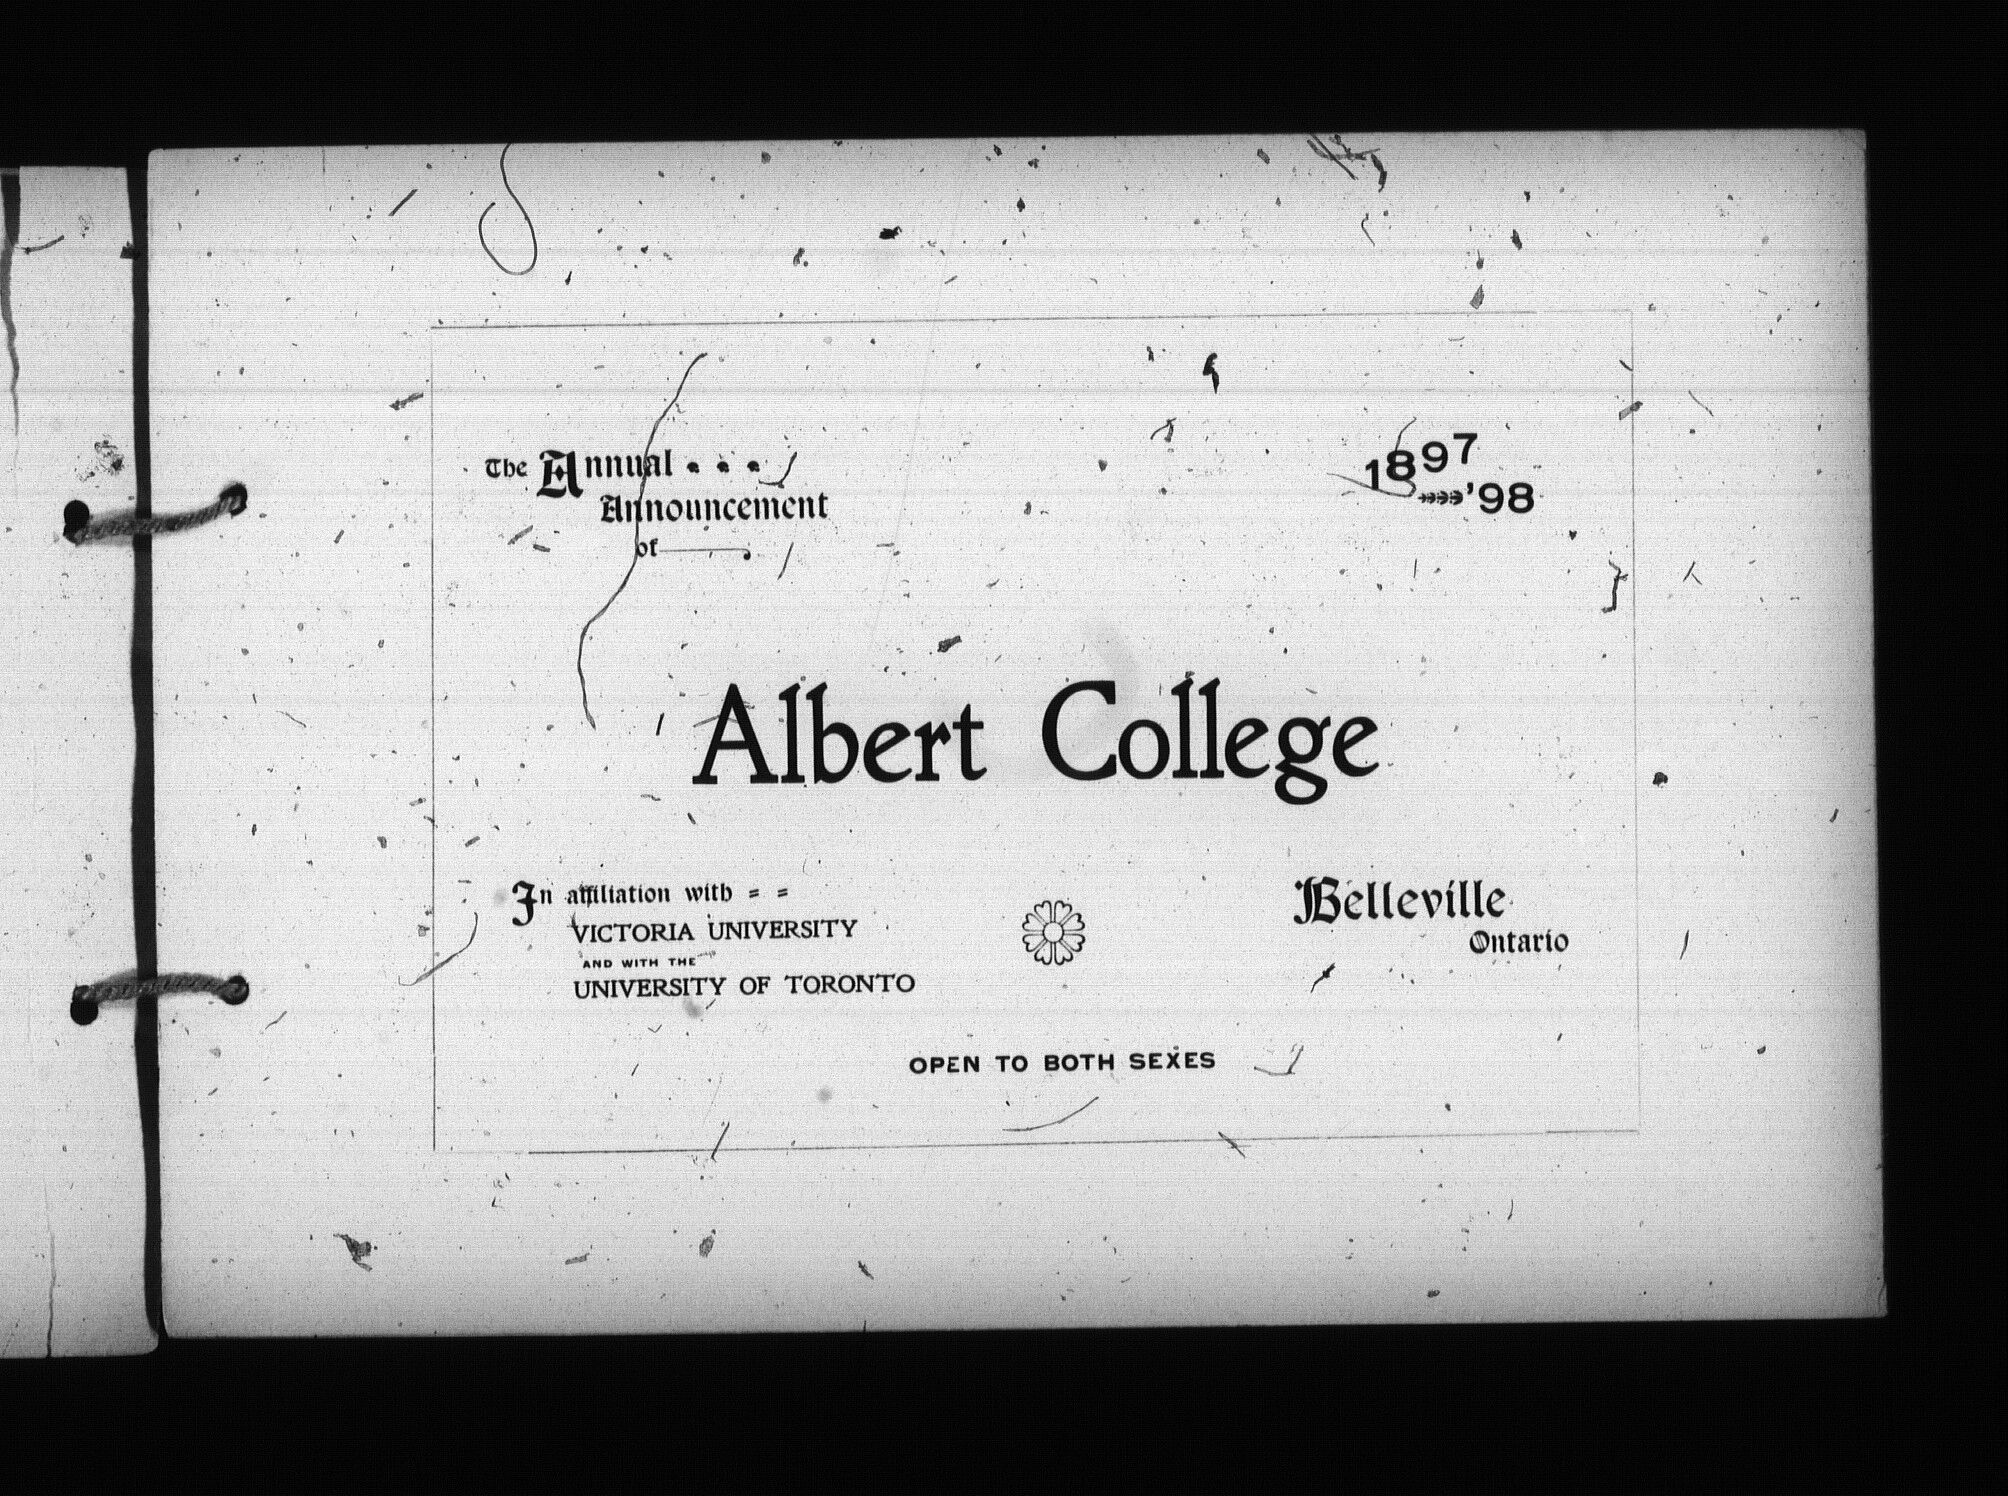 The Annual . . .
Announcement
of
1897
'98
Albert College
In affiliation with = =
VICTORIA UNIVERSITY
AND WITH THE
UNIVERSITY OF TORONTO
Belleville
Ontario
OPEN TO BOTH SEXES